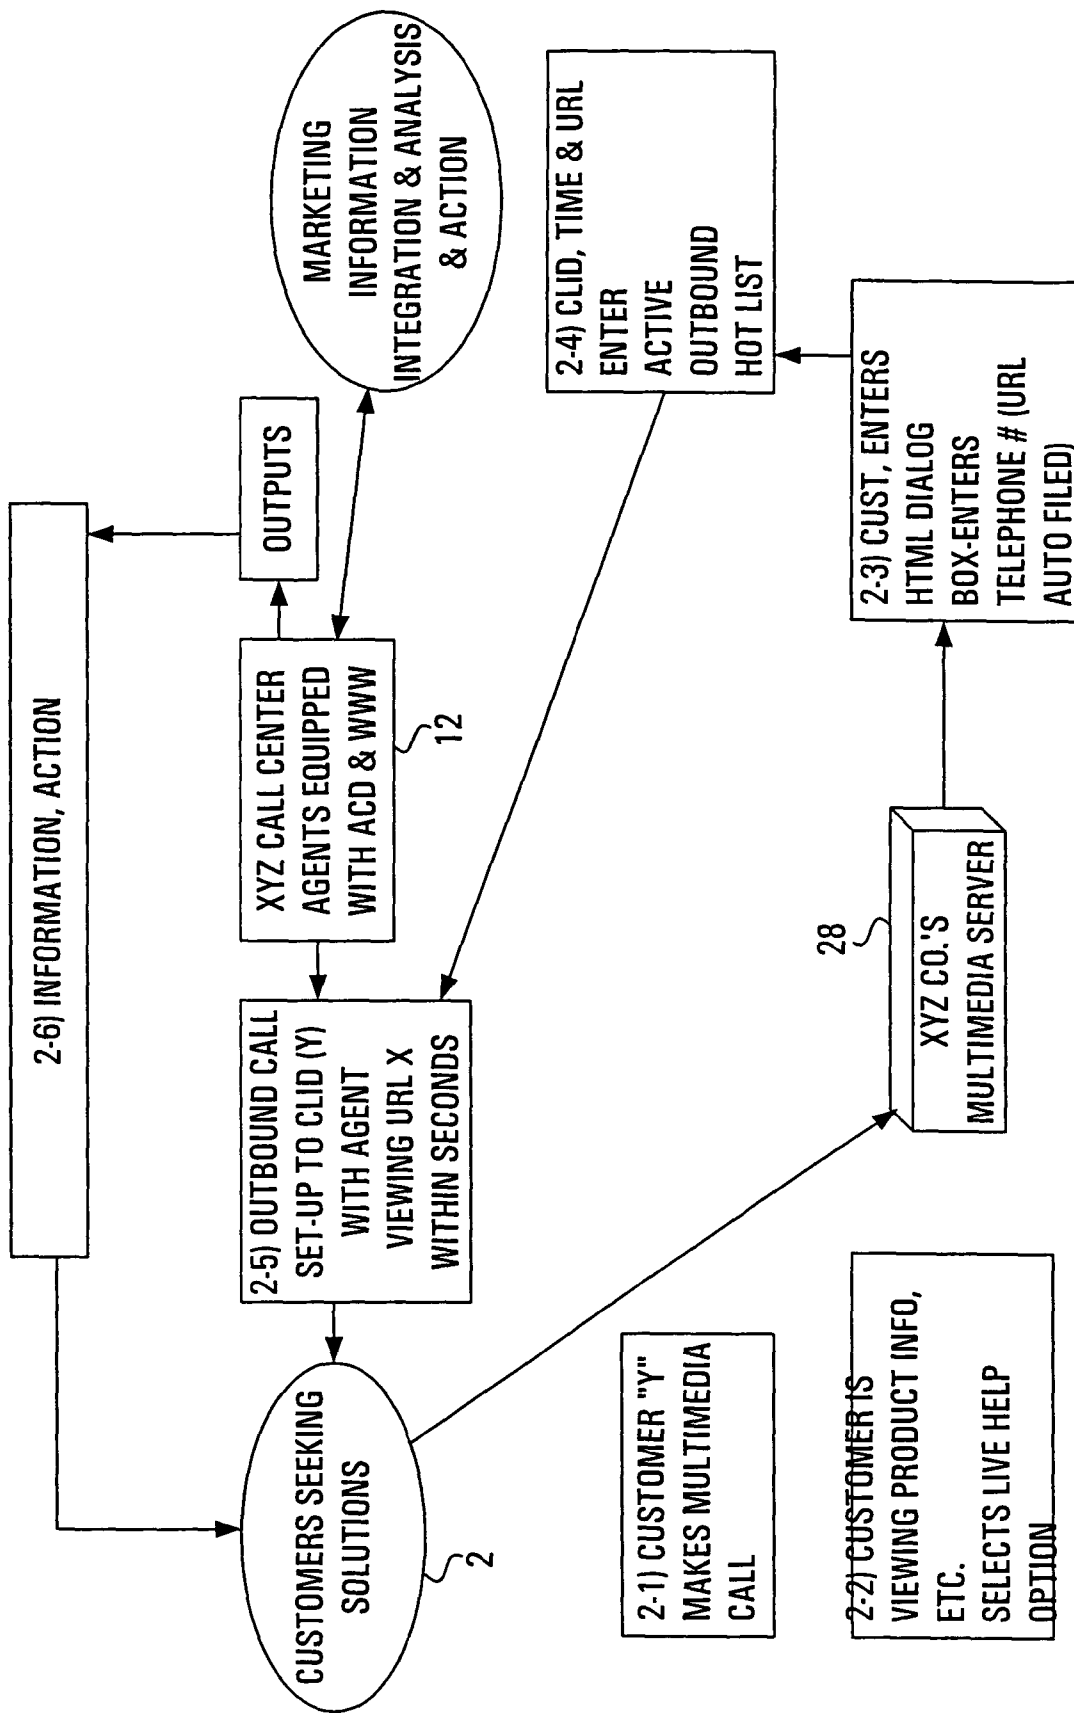 2-6) INFORMATION, ACTION
CUSTOMERS SEEKING
SOLUTIONS
2
2-5) OUTBOUND CALL
SET-UP TO CLID (Y)
WITH AGENT
VIEWING URL X
WITHIN SECONDS
XYZ CALL CENTER
AGENTS EQUIPPED
WITH ACD & WWW
12
OUTPUTS
MARKETING
INFORMATION
INTEGRATION & ANALYSIS
& ACTION
2-1) CUSTOMER "Y"
MAKES MULTIMEDIA
CALL
2-4) CLID, TIME & URL
ENTER
ACTIVE
OUTBOUND
HOT LIST
2-2) CUSTOMER IS
VIEWING PRODUCT INFO,
ETC.
SELECTS LIVE HELP
OPTION
28
XYZ CO.'S
MULTIMEDIA SERVER
2-3) CUST, ENTERS
HTML DIALOG
BOX-ENTERS
TELEPHONE # (URL
AUTO FILED)